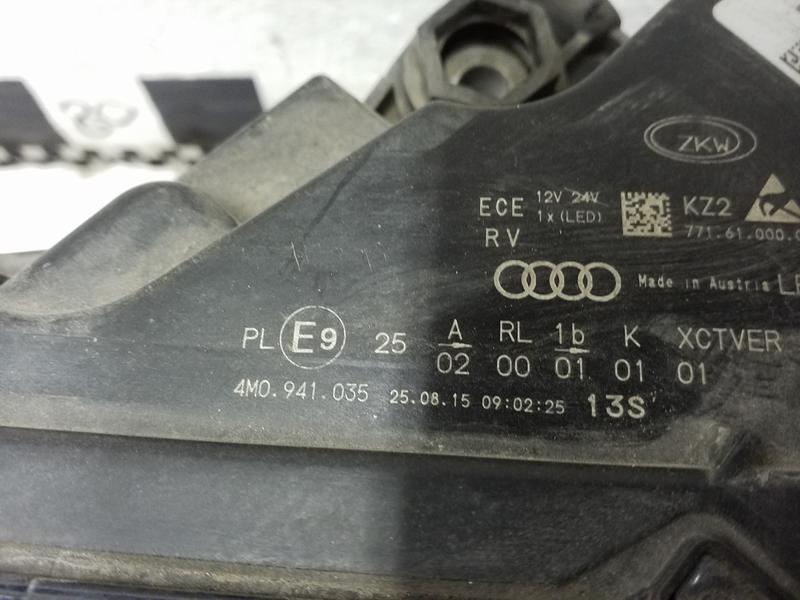 ZKW
ECE 12V 24V
1x (LED)
KZ2
RV
771.61.000.
Made in Austria
PL E9 25 A RL 1b K XCTVER
02 00 01 01 01
4M0.941.035 25.08.15 09:02:25 13S